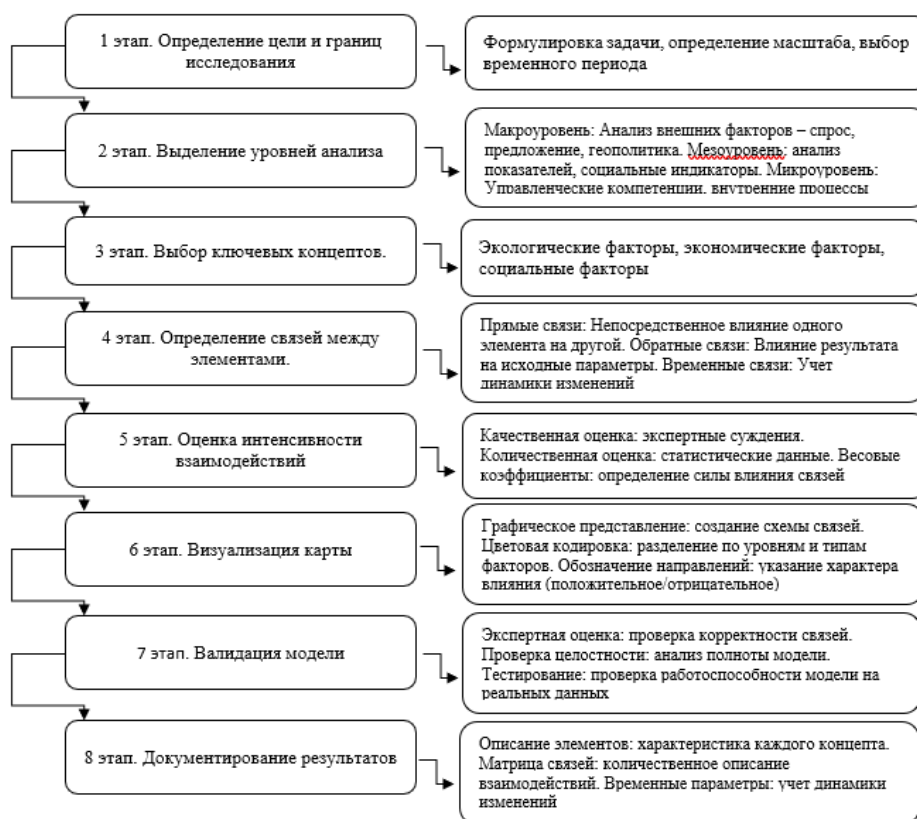 1 этап. Определение цели и границ
исследования
Формулировка задачи, определение масштаба, выбор
временного периода
2 этап. Выделение уровней анализа
Макроуровень: Анализ внешних факторов – спрос,
предложение, геополитика. Мезоуровень: анализ
показателей, социальные индикаторы. Микроуровень:
Управленческие компетенции, внутренние процессы
3 этап. Выбор ключевых концептов.
Экологические факторы, экономические факторы,
социальные факторы
4 этап. Определение связей между
элементами.
Прямые связи: Непосредственное влияние одного
элемента на другой. Обратные связи: Влияние результата
на исходные параметры. Временные связи: Учет
динамики изменений
5 этап. Оценка интенсивности
взаимодействий
Качественная оценка: экспертные суждения.
Количественная оценка: статистические данные. Весовые
коэффициенты: определение силы влияния связей
6 этап. Визуализация карты
Графическое представление: создание схемы связей.
Цветовая кодировка: разделение по уровням и типам
факторов. Обозначение направлений: указание характера
влияния (положительное/отрицательное)
7 этап. Валидация модели
Экспертная оценка: проверка корректности связей.
Проверка целостности: анализ полноты модели.
Тестирование: проверка работоспособности модели на
реальных данных
8 этап. Документирование результатов
Описание элементов: характеристика каждого концепта.
Матрица связей: количественное описание
взаимодействий. Временные параметры: учет динамики
изменений